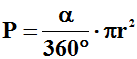 P = α/360° · πr²